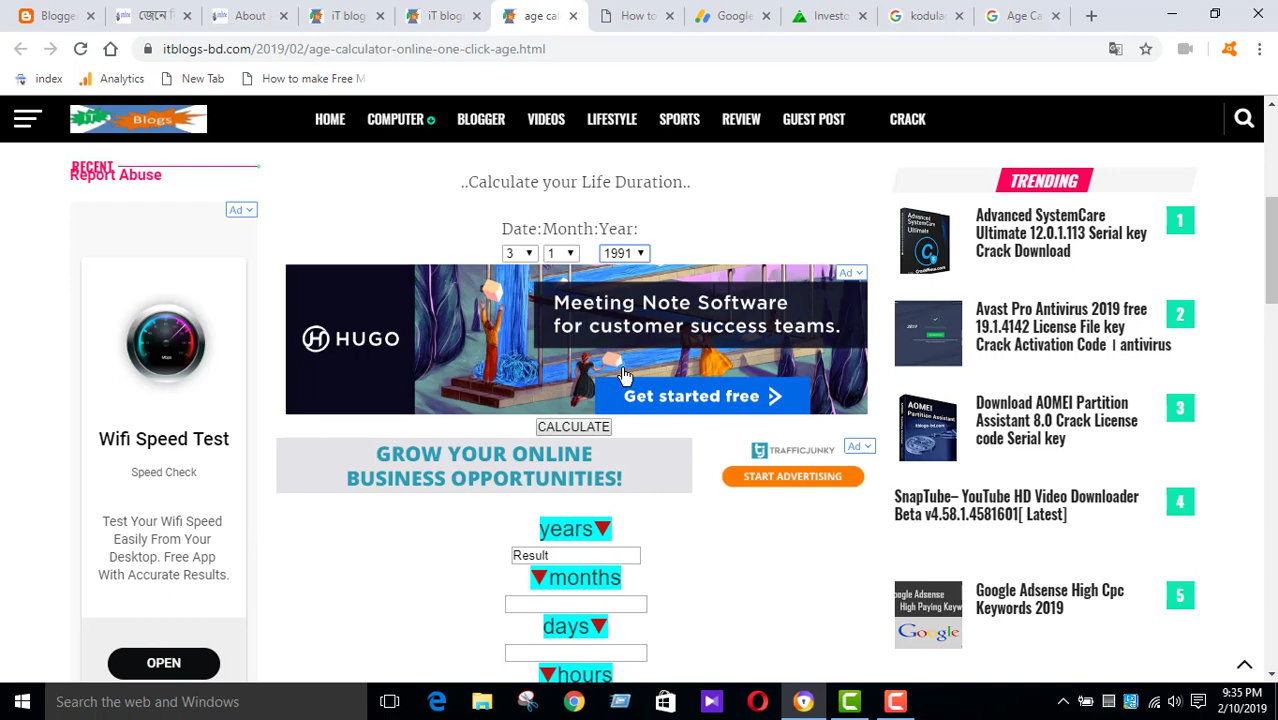 Blogger
জেনে ি
About
iT blog
iT blog
age cal
How to
Google
Investo
kodula
Age Ca
itblogs-bd.com/2019/02/age-calculator-online-one-click-age.html
index
Analytics
New Tab
How to make Free M
iT
Blogs
HOME
COMPUTER
BLOGGER
VIDEOS
LIFESTYLE
SPORTS
REVIEW
GUEST POST
CRACK
RECENT
Report Abuse
Ad
Wifi Speed Test
Speed Check
Test Your Wifi Speed
Easily From Your
Desktop. Free App
With Accurate Results.
OPEN
..Calculate your Life Duration..
Date:Month:Year:
3 1 1991
Ad
HUGO
Meeting Note Software
for customer success teams.
Get started free
CALCULATE
GROW YOUR ONLINE
BUSINESS OPPORTUNITIES!
TRAFFICJUNKY
Ad
START ADVERTISING
years▼
Result
▼months
days▼
▼hours
TRENDING
Advanced SystemCare
Ultimate 12.0.1.113 Serial key
Crack Download
1
Avast Pro Antivirus 2019 free
19.1.4142 License File key
Crack Activation Code । antivirus
2
Download AOMEI Partition
Assistant 8.0 Crack License
code Serial key
3
SnapTube– YouTube HD Video Downloader
Beta v4.58.1.4581601[ Latest]
4
Google Adsense High Cpc
Keywords 2019
5
Search the web and Windows
9:35 PM
2/10/2019